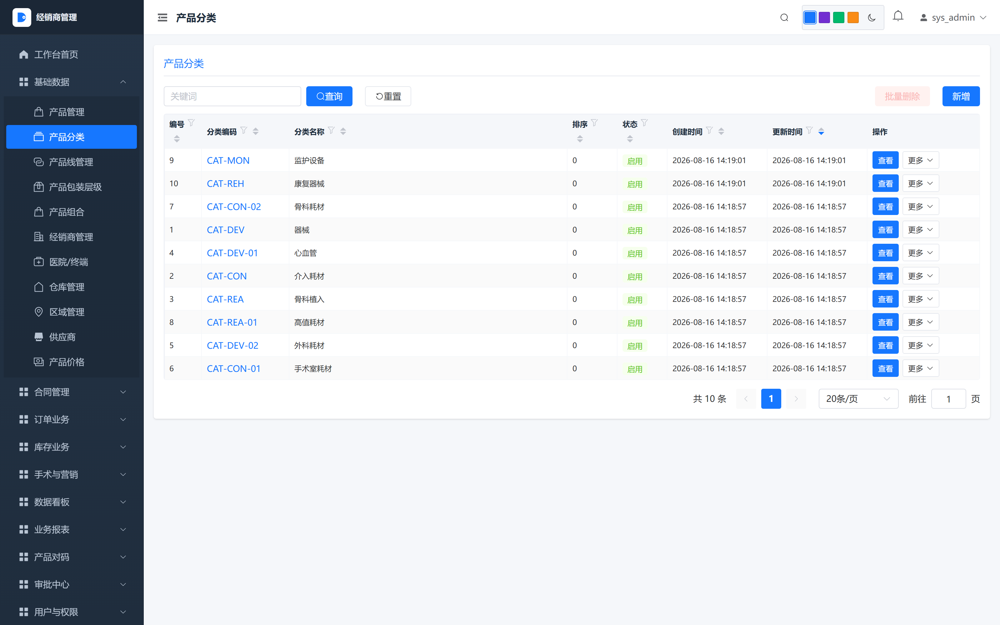 经销商管理
产品分类
sys_admin
工作台首页
基础数据
产品管理
产品分类
产品线管理
产品包装层级
产品组合
经销商管理
医院/终端
仓库管理
区域管理
供应商
产品价格
合同管理
订单业务
库存业务
手术与营销
数据看板
业务报表
产品对码
审批中心
用户与权限
产品分类
关键词 查询 重置 批量删除 新增
编号 分类编码 分类名称 排序 状态 创建时间 更新时间 操作
9 CAT-MON 监护设备 0 启用 2026-08-16 14:19:01 2026-08-16 14:19:01 查看 更多
10 CAT-REH 康复器械 0 启用 2026-08-16 14:19:01 2026-08-16 14:19:01 查看 更多
7 CAT-CON-02 骨科耗材 0 启用 2026-08-16 14:18:57 2026-08-16 14:18:57 查看 更多
1 CAT-DEV 器械 0 启用 2026-08-16 14:18:57 2026-08-16 14:18:57 查看 更多
4 CAT-DEV-01 心血管 0 启用 2026-08-16 14:18:57 2026-08-16 14:18:57 查看 更多
2 CAT-CON 介入耗材 0 启用 2026-08-16 14:18:57 2026-08-16 14:18:57 查看 更多
3 CAT-REA 骨科植入 0 启用 2026-08-16 14:18:57 2026-08-16 14:18:57 查看 更多
8 CAT-REA-01 高值耗材 0 启用 2026-08-16 14:18:57 2026-08-16 14:18:57 查看 更多
5 CAT-DEV-02 外科耗材 0 启用 2026-08-16 14:18:57 2026-08-16 14:18:57 查看 更多
6 CAT-CON-01 手术室耗材 0 启用 2026-08-16 14:18:57 2026-08-16 14:18:57 查看 更多
共 10 条 1 20条/页 前往 1 页